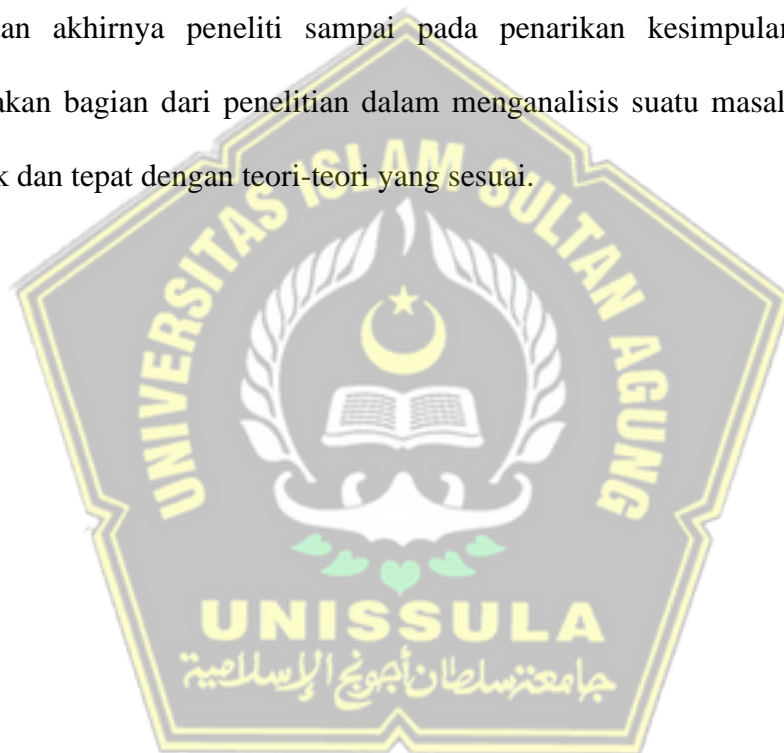 dan akhirnya peneliti sampai pada penarikan kesimpulan
akan bagian dari penelitian dalam menganalisis suatu masal
k dan tepat dengan teori-teori yang sesuai.
UNIVERSITAS ISLAM SULTAN AGUNG
UNISSULA
جامعة سلطان أجونج الإسلامية